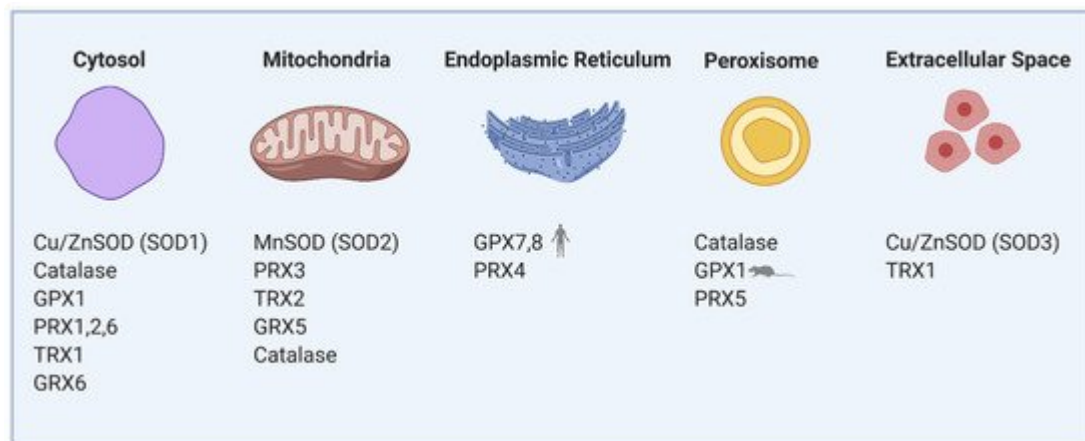 Cytosol
Cu/ZnSOD (SOD1)
Catalase
GPX1
PRX1,2,6
TRX1
GRX6
Mitochondria
MnSOD (SOD2)
PRX3
TRX2
GRX5
Catalase
Endoplasmic Reticulum
GPX7,8
PRX4
Peroxisome
Catalase
GPX1
PRX5
Extracellular Space
Cu/ZnSOD (SOD3)
TRX1